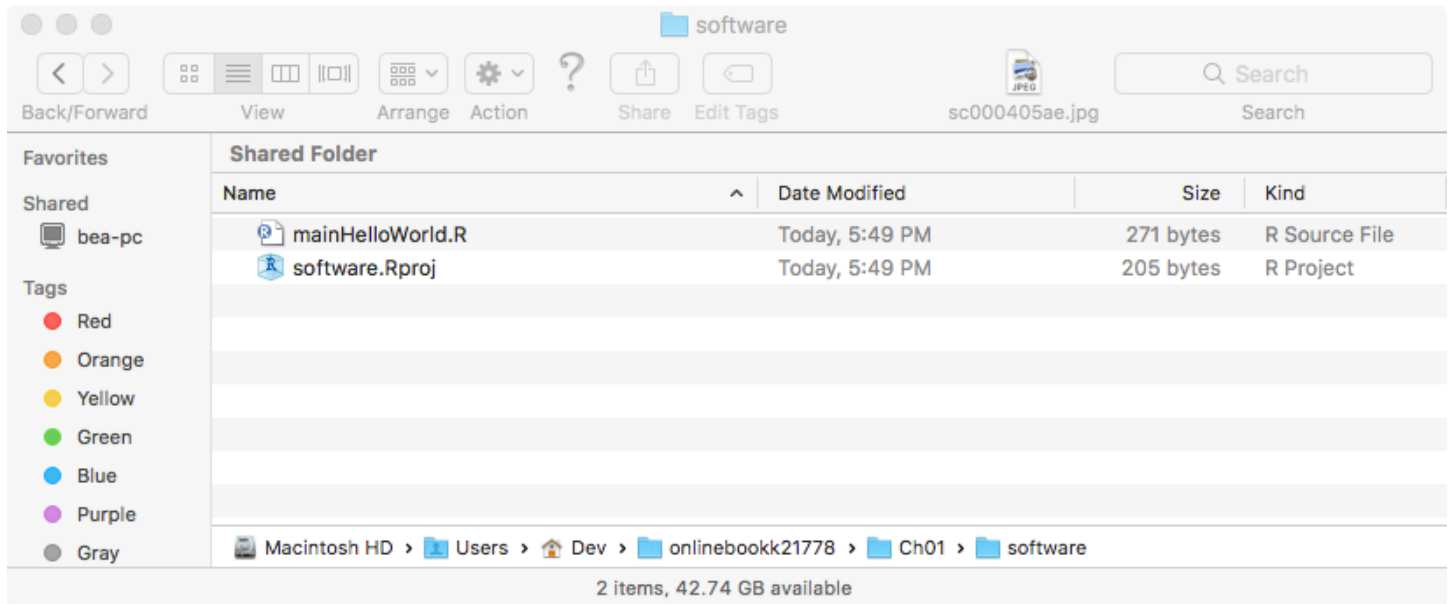 software
JPEG
Search
Back/Forward View Arrange Action Share Edit Tags sc000405ae.jpg Search
Favorites
Shared
bea-pc
Tags
Red
Orange
Yellow
Green
Blue
Purple
Gray
Shared Folder
Name Date Modified Size Kind
mainHelloWorld.R Today, 5:49 PM 271 bytes R Source File
software.Rproj Today, 5:49 PM 205 bytes R Project
Macintosh HD › Users › Dev › onlinebookk21778 › Ch01 › software
2 items, 42.74 GB available